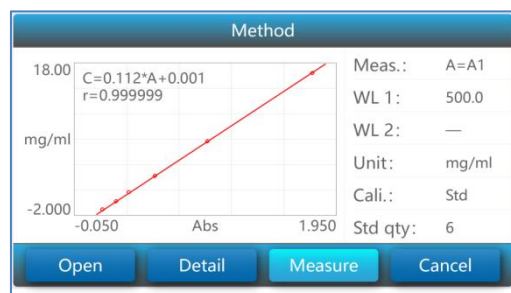 Method
18.00
C=0.112*A+0.001
r=0.999999
mg/ml
-2.000
-0.050 Abs 1.950
Meas.: A=A1
WL 1: 500.0
WL 2: —
Unit: mg/ml
Cali.: Std
Std qty: 6
Open Detail Measure Cancel